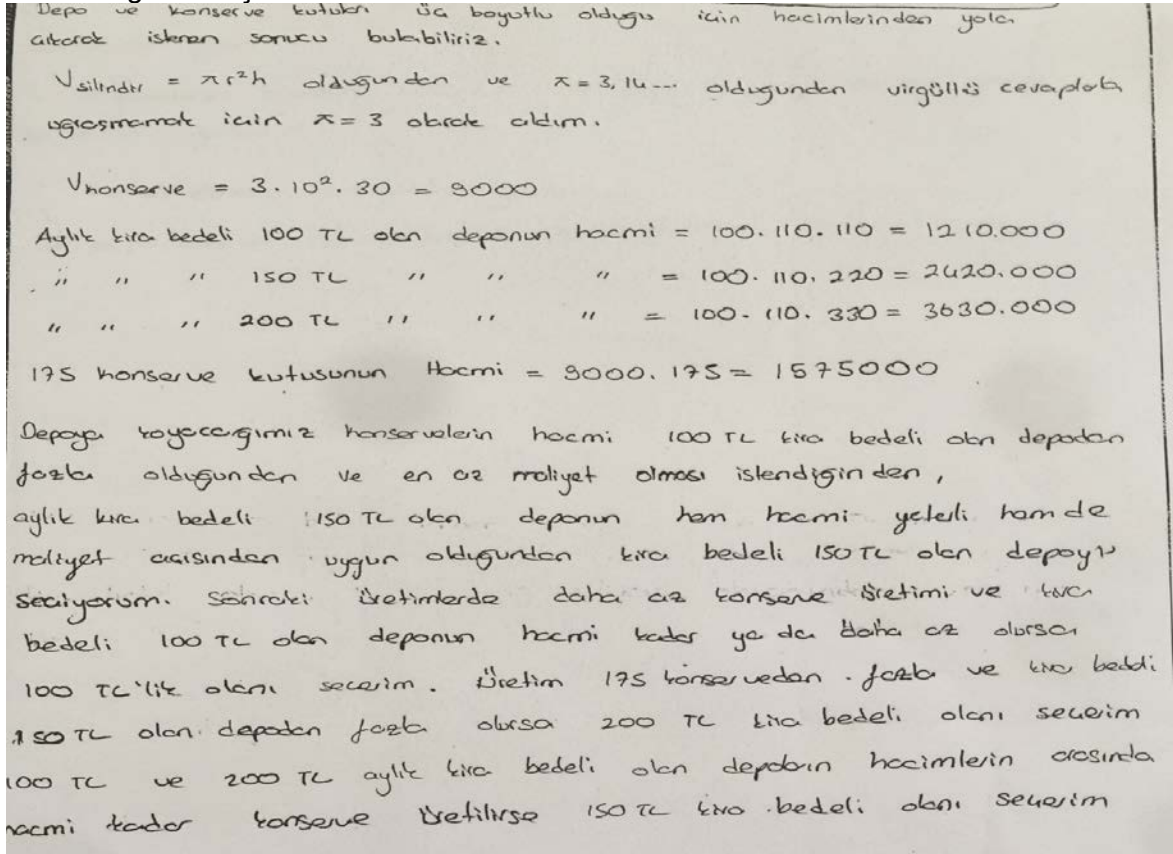 Depo ve konserve kutuları üç boyutlu olduğu için hacimlerinden yola
çıkarak istenen sonucu bulabiliriz.
V silindir = πr²h olduğundan ve π = 3,14... olduğundan virgüllü cevaplarla
uğraşmamak için π = 3 olarak aldım.
V konserve = 3.10².30 = 9000
Aylık kira bedeli 100 TL olan deponun hacmi = 100.110.110 = 1210.000
" " " 150 TL " " " = 100.110.220 = 2420.000
" " " 200 TL " " " = 100.110.330 = 3630.000
175 konserve kutusunun Hacmi = 9000.175 = 1575000
Depoya koyacağımız konservelerin hacmi 100 TL kira bedeli olan depodan
fazla olduğundan ve en az maliyet olması istendiğinden,
aylık kira bedeli 150 TL olan deponun hem hacmi yeterli hem de
maliyet açısından uygun olduğundan kira bedeli 150 TL olan depoyu
seçiyorum. Sonraki üretimlerde daha az konserve üretimi ve kira
bedeli 100 TL olan deponun hacmi kadar ya da daha az olursa
100 TL'lik olanı seçerim. Üretim 175 konserveden fazla ve kira bedeli
150 TL olan depodan fazla olursa 200 TL kira bedeli olanı seçerim
100 TL ve 200 TL aylık kira bedeli olan depoların hacimlerin arasında
hacmi kadar konserve üretilirse 150 TL kira bedeli olanı seçerim